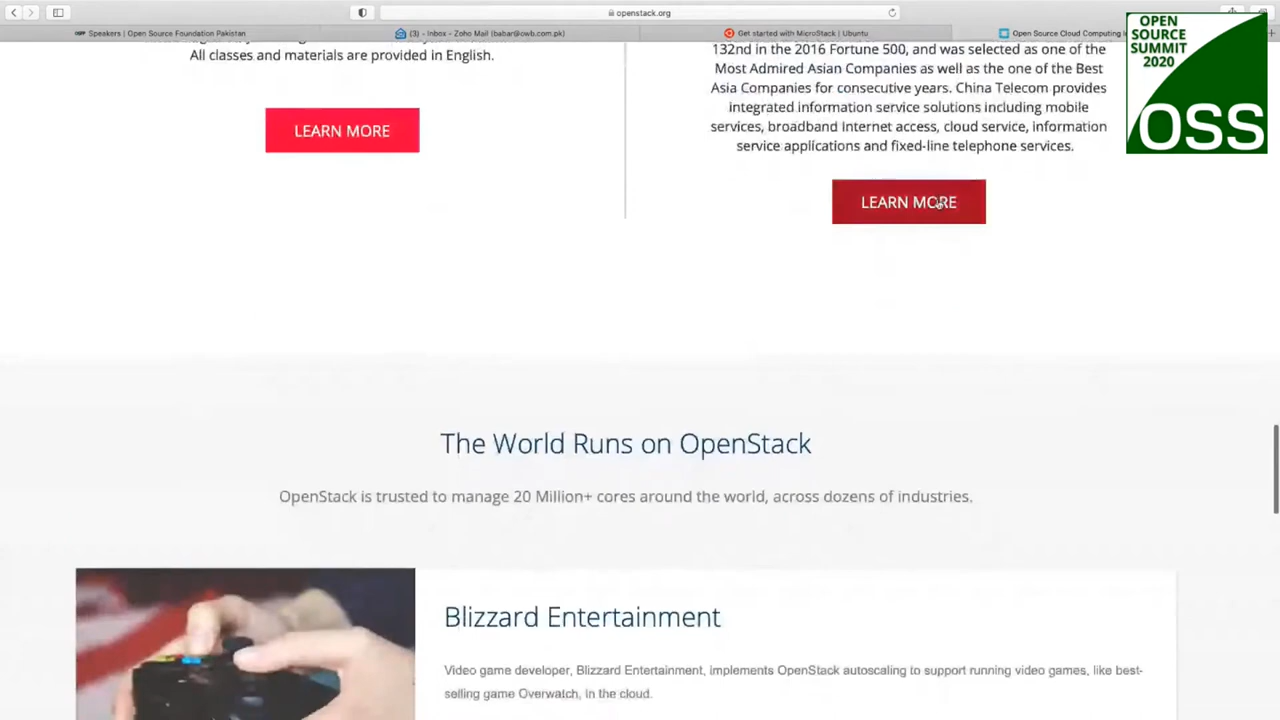 openstack.org
Speakers | Open Source Foundation Pakistan
(3) - Inbox - Zoho Mail (babar@owb.com.pk)
Get started with MicroStack | Ubuntu
Open Source Cloud Computing
OPEN
SOURCE
SUMMIT
2020
OSS
All classes and materials are provided in English.
LEARN MORE
132nd in the 2016 Fortune 500, and was selected as one of the
Most Admired Asian Companies as well as the one of the Best
Asia Companies for consecutive years. China Telecom provides
integrated information service solutions including mobile
services, broadband Internet access, cloud service, information
service applications and fixed-line telephone services.
LEARN MORE
The World Runs on OpenStack
OpenStack is trusted to manage 20 Million+ cores around the world, across dozens of industries.
Blizzard Entertainment
Video game developer, Blizzard Entertainment, implements OpenStack autoscaling to support running video games, like best-
selling game Overwatch, in the cloud.